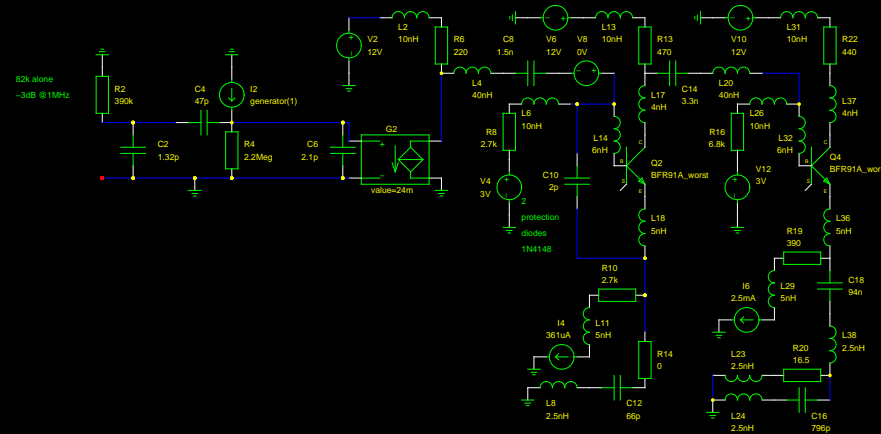 82k alone
−3dB @1MHz
R2
390k
C4
47p
I2
generator(1)
C2
1.32p
R4
2.2Meg
C6
2.1p
G2
+
−
value=24m
V2
12V
+
−
L2
10nH
R6
220
L4
40nH
C8
1.5n
V6
12V
V8
0V
L13
10nH
R13
470
L17
4nH
L6
10nH
R8
2.7k
L14
6nH
V4
3V
C10
2p
2
protection
diodes
1N4148
C
B
S
E
Q2
BFR91A_worst
L18
5nH
R10
2.7k
L11
5nH
I4
361uA
R14
0
L8
2.5nH
C12
66p
C14
3.3n
L20
40nH
V10
12V
L31
10nH
R22
440
L37
4nH
L26
10nH
R16
6.8k
L32
6nH
V12
3V
C
B
S
E
Q4
BFR91A_wor
L36
5nH
R19
390
L29
5nH
I6
2.5mA
C18
94n
L38
2.5nH
L23
2.5nH
R20
16.5
L24
2.5nH
C16
796p